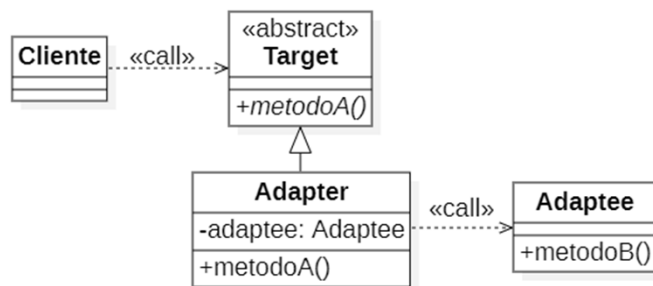 «abstract»
Cliente
«call»
Target
+metodoA()
Adapter
-adaptee: Adaptee
+metodoA()
«call»
Adaptee
+metodoB()